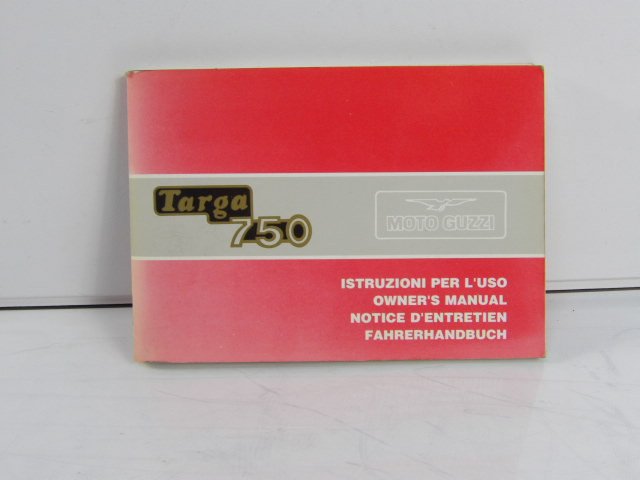 Targa
750
MOTO GUZZI
ISTRUZIONI PER L'USO
OWNER'S MANUAL
NOTICE D'ENTRETIEN
FAHRERHANDBUCH